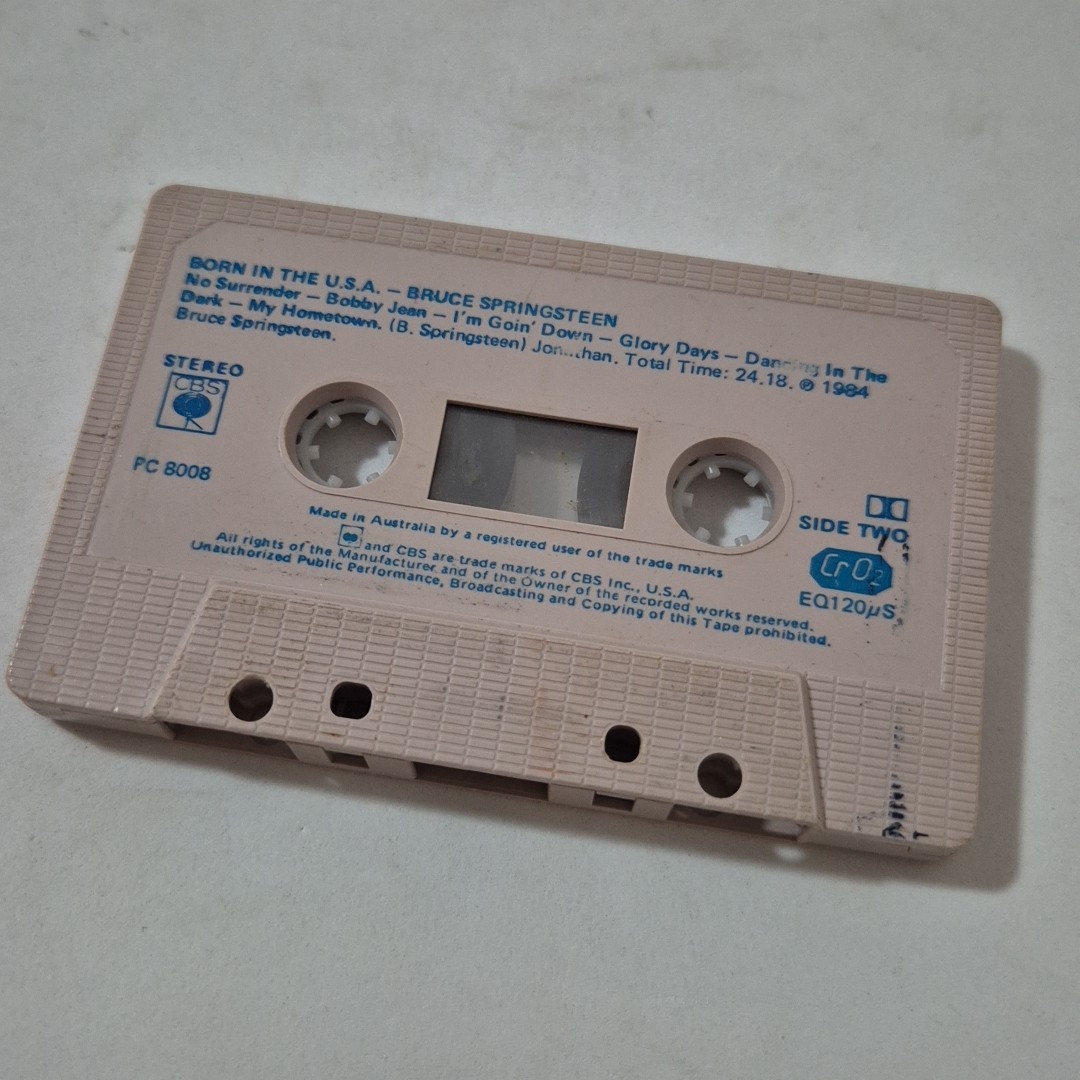 BORN IN THE U.S.A. — BRUCE SPRINGSTEEN
No Surrender — Bobby Jean — I'm Goin' Down — Glory Days — Dancing In The
Dark — My Hometown. (B. Springsteen) Total Time: 24.18. ℗ 1984
Bruce Springsteen.
STEREO
CBS
PC 8008
SIDE TWO
CrO2
EQ120µS
Made in Australia by a registered user of the trade marks
and CBS are trade marks of CBS Inc., U.S.A.
All rights of the Manufacturer and of the Owner of the recorded works reserved.
Unauthorized Public Performance, Broadcasting and Copying of this Tape prohibited.